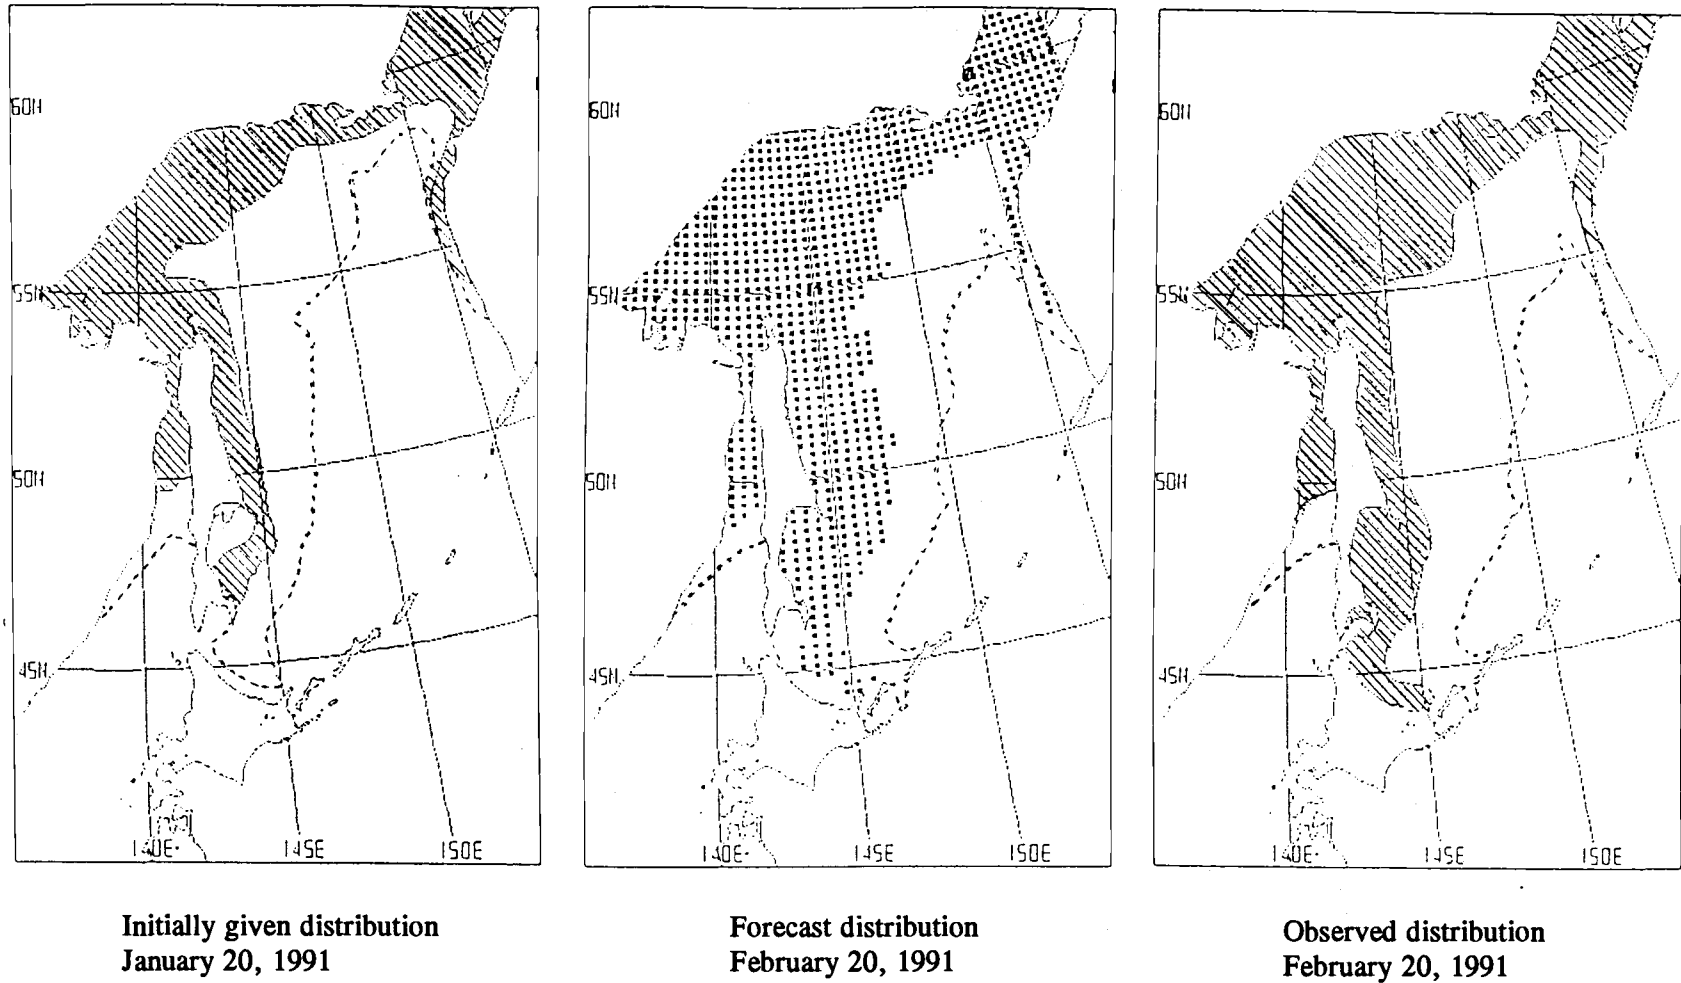 60N
55N
50N
45N
140E
145E
150E
60N
55N
50N
45N
140E
145E
150E
60N
55N
50N
45N
140E
145E
150E
Initially given distribution
January 20, 1991
Forecast distribution
February 20, 1991
Observed distribution
February 20, 1991